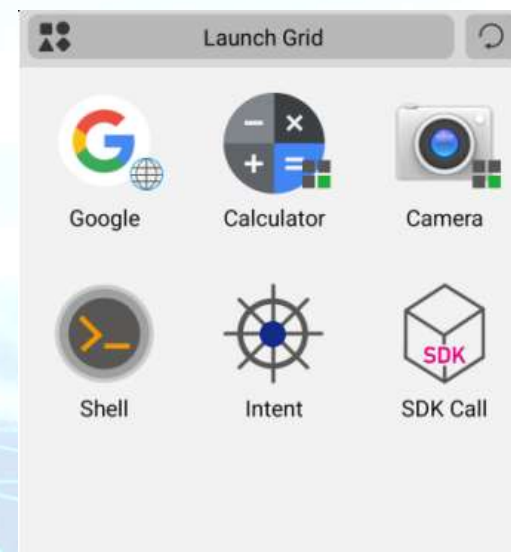 Launch Grid
Google
Calculator
Camera
Shell
Intent
SDK
SDK Call